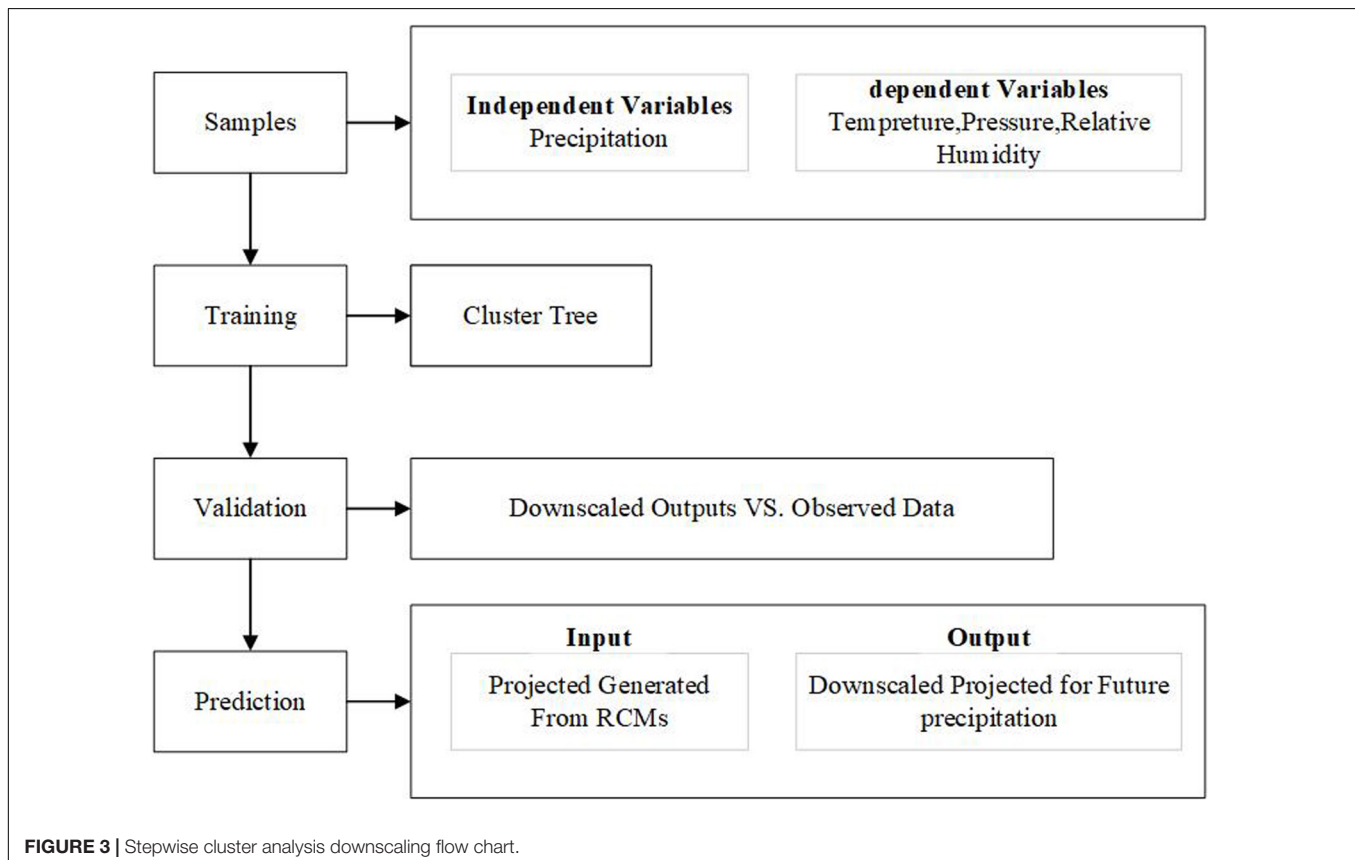 Samples
Independent Variables
Precipitation
dependent Variables
Tempreture,Pressure,Relative
Humidity
Training
Cluster Tree
Validation
Downscaled Outputs VS. Observed Data
Prediction
Input
Projected Generated
From RCMs
Output
Downscaled Projected for Future
precipitation
FIGURE 3 | Stepwise cluster analysis downscaling flow chart.